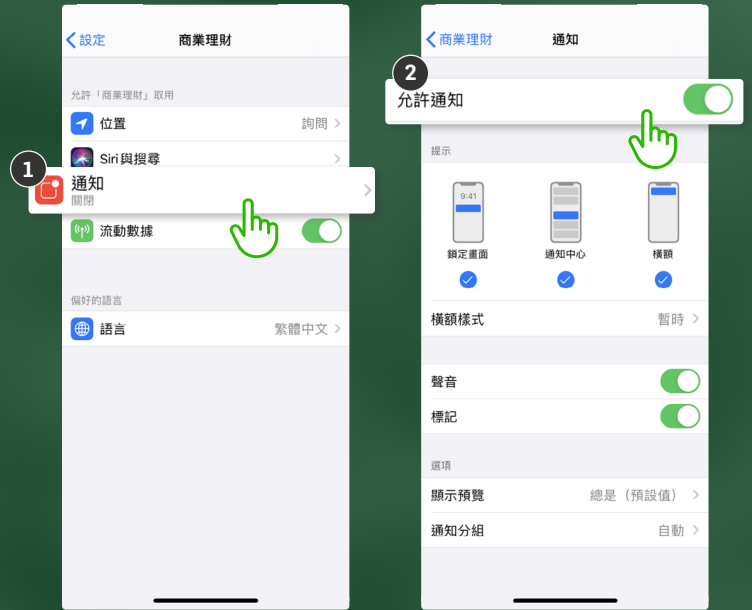 設定
商業理財
允許「商業理財」取用
位置
詢問
Siri與搜尋
1
通知
關閉
流動數據
偏好的語言
語言
繁體中文
商業理財
通知
2
允許通知
提示
9:41
鎖定畫面
通知中心
橫額
橫額樣式
暫時
聲音
標記
選項
顯示預覽
總是（預設值）
通知分組
自動